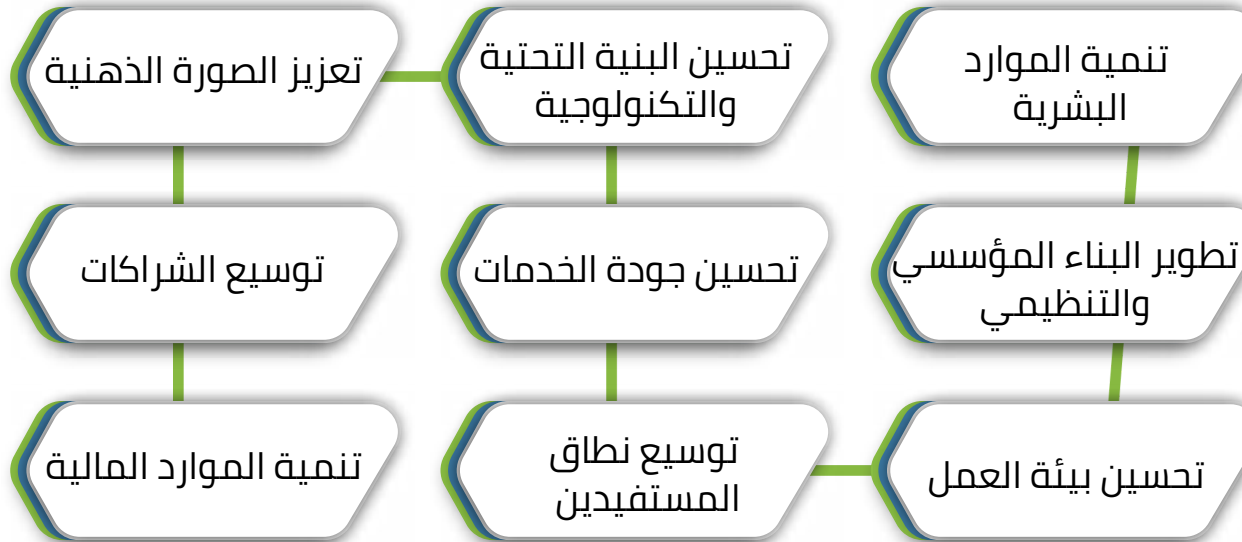 تنمية الموارد
البشرية
تطوير البناء المؤسسي
والتنظيمي
تحسين بيئة العمل
توسيع نطاق
المستفيدين
تحسين جودة الخدمات
تحسين البنية التحتية
والتكنولوجية
تعزيز الصورة الذهنية
توسيع الشراكات
تنمية الموارد المالية